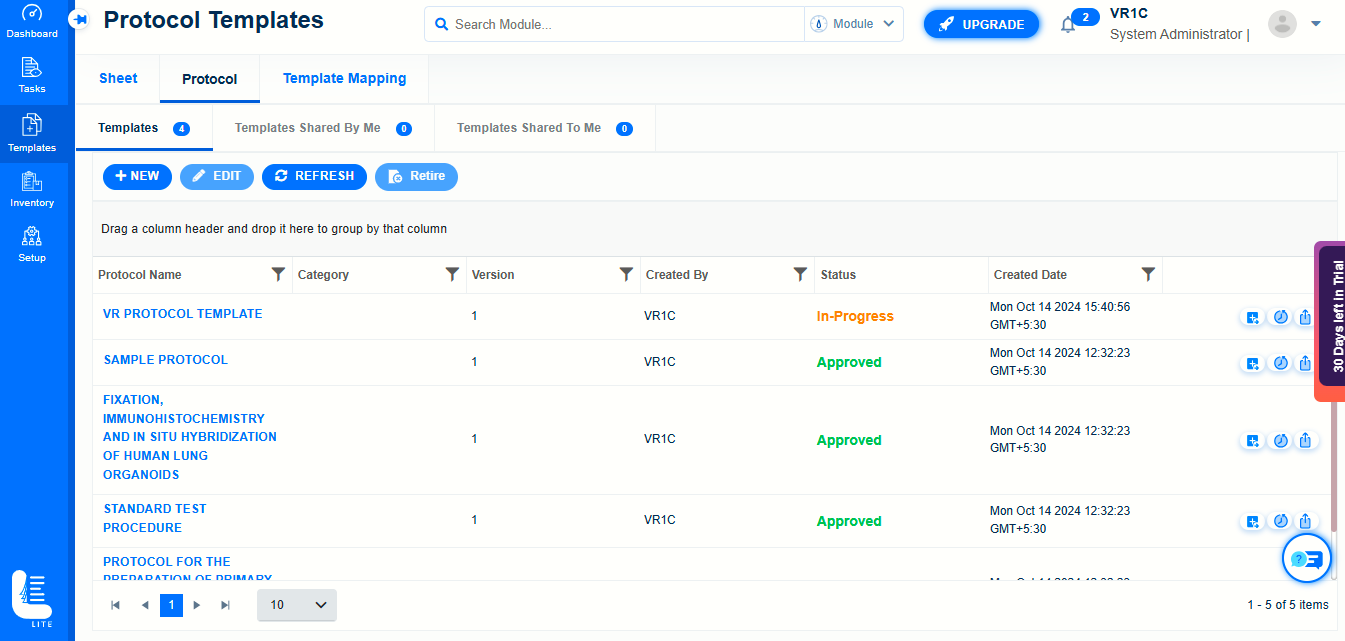 Dashboard
Tasks
Templates
Inventory
Setup
LITE
Protocol Templates
Search Module...
Module
UPGRADE
2
VR1C
System Administrator |
Sheet
Protocol
Template Mapping
Templates 4
Templates Shared By Me 0
Templates Shared To Me 0
+ NEW
EDIT
REFRESH
Retire
Drag a column header and drop it here to group by that column
Protocol Name
Category
Version
Created By
Status
Created Date
VR PROTOCOL TEMPLATE
1
VR1C
In-Progress
Mon Oct 14 2024 15:40:56
GMT+5:30
SAMPLE PROTOCOL
1
VR1C
Approved
Mon Oct 14 2024 12:32:23
GMT+5:30
FIXATION,
IMMUNOHISTOCHEMISTRY
AND IN SITU HYBRIDIZATION
OF HUMAN LUNG
ORGANOIDS
1
VR1C
Approved
Mon Oct 14 2024 12:32:23
GMT+5:30
STANDARD TEST
PROCEDURE
1
VR1C
Approved
Mon Oct 14 2024 12:32:23
GMT+5:30
PROTOCOL FOR THE
PREPARATION OF PRIMARY
30 Days left in Trial
?
1
10
1 - 5 of 5 items